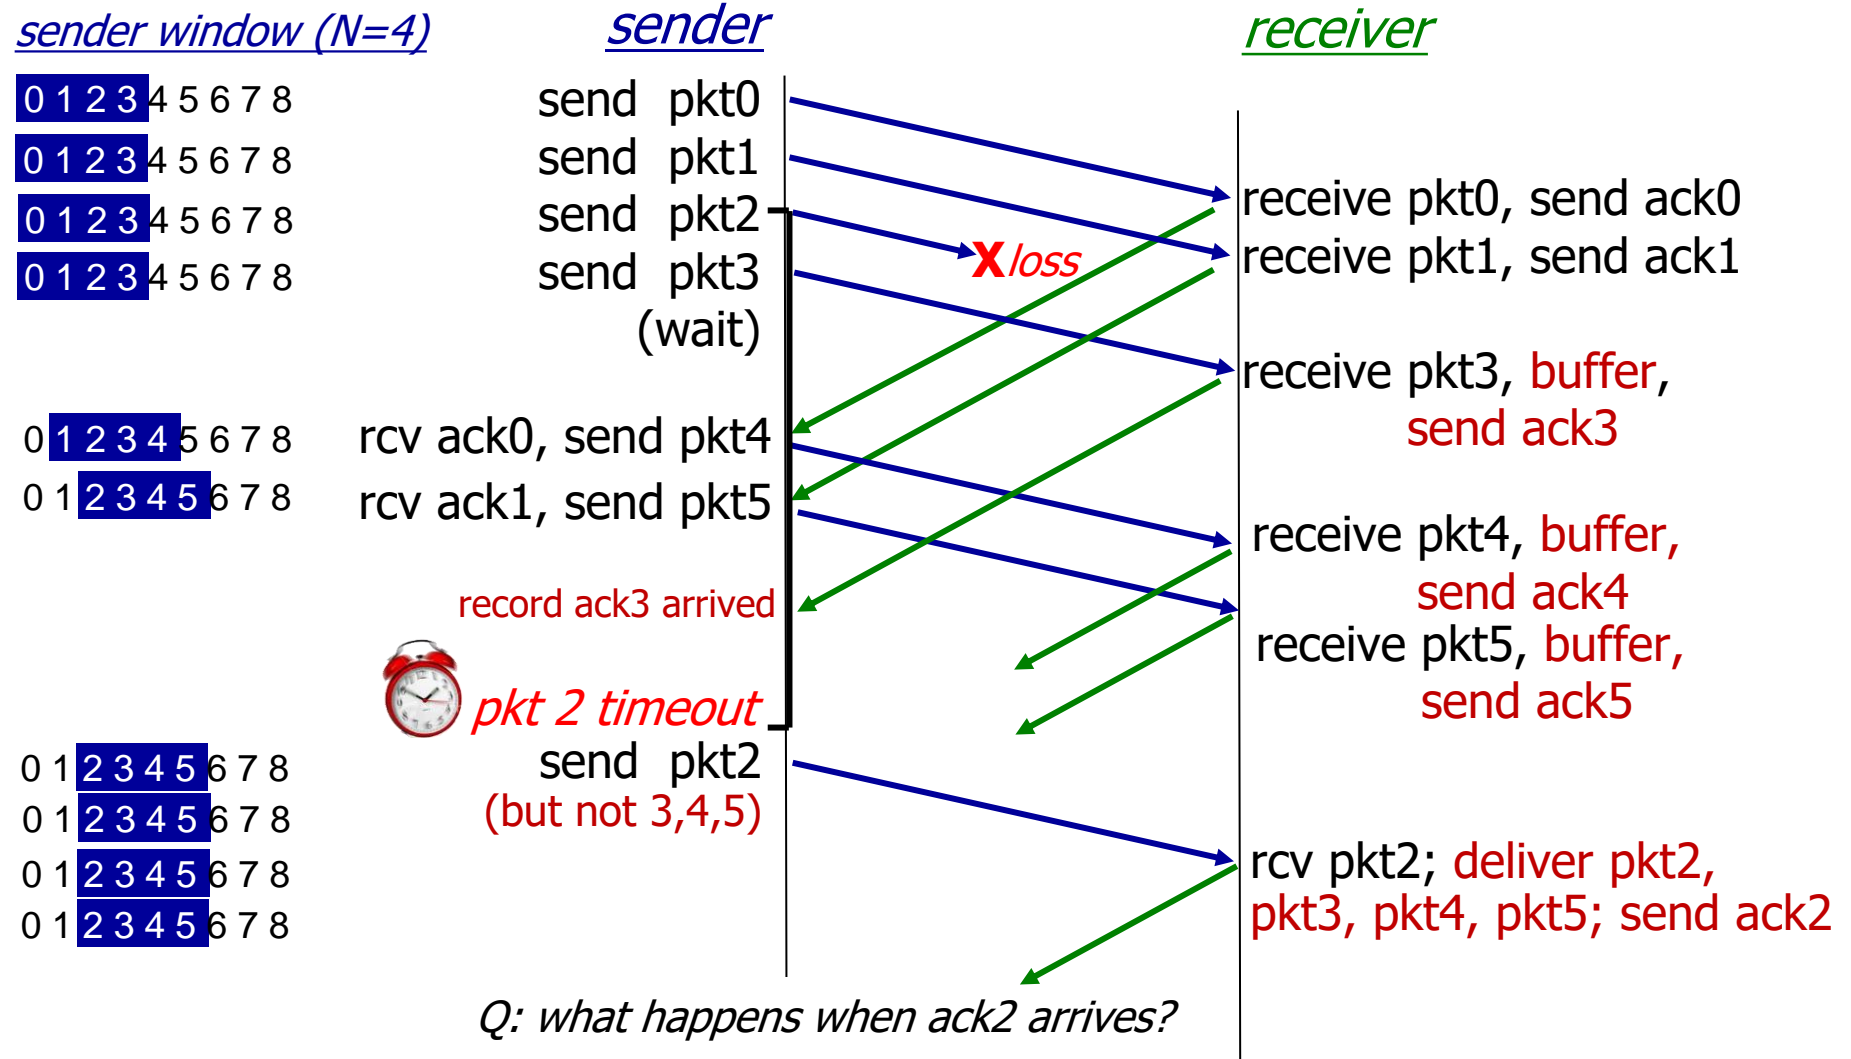 sender window (N=4)
sender
receiver
0 1 2 3 4 5 6 7 8
send pkt0
0 1 2 3 4 5 6 7 8
send pkt1
0 1 2 3 4 5 6 7 8
send pkt2
0 1 2 3 4 5 6 7 8
send pkt3
(wait)
X loss
receive pkt0, send ack0
receive pkt1, send ack1
receive pkt3, buffer,
send ack3
0 1 2 3 4 5 6 7 8
rcv ack0, send pkt4
0 1 2 3 4 5 6 7 8
rcv ack1, send pkt5
receive pkt4, buffer,
send ack4
receive pkt5, buffer,
send ack5
record ack3 arrived
pkt 2 timeout
0 1 2 3 4 5 6 7 8
send pkt2
0 1 2 3 4 5 6 7 8
(but not 3,4,5)
0 1 2 3 4 5 6 7 8
0 1 2 3 4 5 6 7 8
rcv pkt2; deliver pkt2,
pkt3, pkt4, pkt5; send ack2
Q: what happens when ack2 arrives?